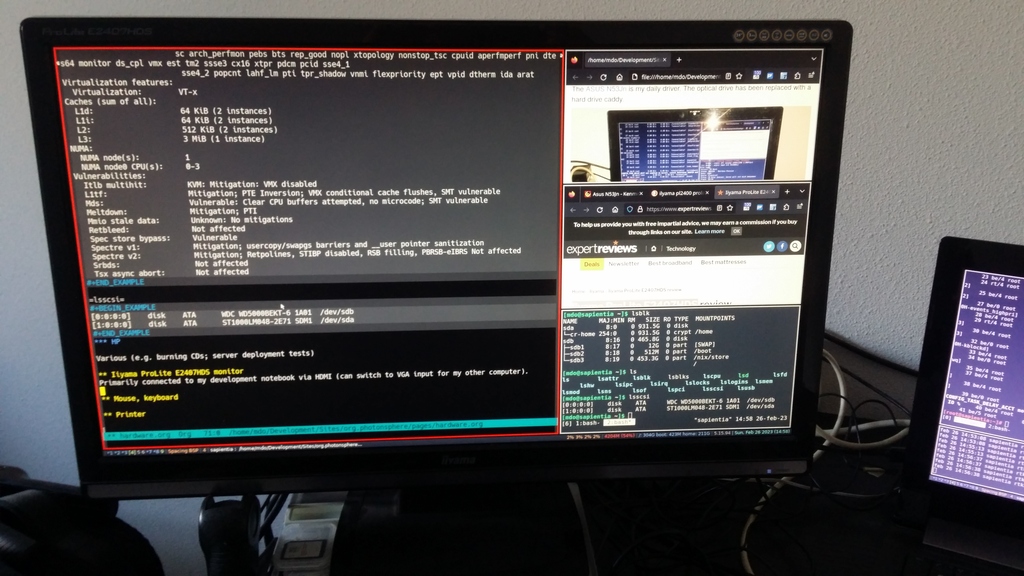 ProLite E2407HDS
sc arch_perfmon pebs bts rep_good nopl xtopology nonstop_tsc cpuid aperfmperf pni dte
s64 monitor ds_cpl vmx est tm2 ssse3 cx16 xtpr pdcm pcid sse4_1
sse4_2 popcnt lahf_lm pti tpr_shadow vnmi flexpriority ept vpid dtherm ida arat
Virtualization features:
Virtualization: VT-x
Caches (sum of all):
L1d: 64 KiB (2 instances)
L1i: 64 KiB (2 instances)
L2: 512 KiB (2 instances)
L3: 3 MiB (1 instance)
NUMA:
NUMA node(s): 1
NUMA node0 CPU(s): 0-3
Vulnerabilities:
Itlb multihit: KVM: Mitigation: VMX disabled
L1tf: Mitigation; PTE Inversion; VMX conditional cache flushes, SMT vulnerable
Mds: Vulnerable: Clear CPU buffers attempted, no microcode; SMT vulnerable
Meltdown: Mitigation; PTI
Mmio stale data: Unknown: No mitigations
Retbleed: Not affected
Spec store bypass: Vulnerable
Spectre v1: Mitigation; usercopy/swapgs barriers and __user pointer sanitization
Spectre v2: Mitigation; Retpolines, STIBP disabled, RSB filling, PBRSB-eIBRS Not affected
Srbds: Not affected
Tsx async abort: Not affected
#+END_EXAMPLE
=lsscsi=
#+BEGIN_EXAMPLE
[0:0:0:0] disk ATA WDC WD5000BEKT-6 1A01 /dev/sdb
[1:0:0:0] disk ATA ST1000LM048-2E71 SDM1 /dev/sda
#+END_EXAMPLE
*** HP
Various (e.g. burning CDs; server deployment tests)
** Iiyama ProLite E2407HDS monitor
Primarily connected to my development notebook via HDMI (can switch to VGA input for my other computer).
** Mouse, keyboard
** Printer
hardware.org Org 71:0 /home/mdo/Development/Sites/org.photonsphere/pages/hardware.org
/home/mdo/Development/Si
file:///home/mdo/Developme
The ASUS N53Jn is my daily driver. The optical drive has been replaced with a
hard drive caddy.
Asus N53Jn - Kenn
iiyama pl2400 pro
iiyama ProLite E24
https://www.expertreviews
To help us provide you with free impartial advice, we may earn a commission if you buy
through links on our site. Learn more OK
expertreviews Technology
Deals Newsletter Best broadband Best mattresses
[mdo@sapientia ~]$ lsblk
NAME MAJ:MIN RM SIZE RO TYPE MOUNTPOINTS
sda 8:0 0 931.5G 0 disk
└─cr-home 254:0 0 931.5G 0 crypt /home
sdb 8:16 0 465.8G 0 disk
├─sdb1 8:17 0 12G 0 part [SWAP]
├─sdb2 8:18 0 512M 0 part /boot
└─sdb3 8:19 0 453.3G 0 part /nix/store
[mdo@sapientia ~]$ ls
ls lsattr lsblk lsclks lscpu lsd lsfd
lshw lsipc lsirq lslocks lslogins lsmem
lsmod lsns lsof lspci lscsi lsusb
[mdo@sapientia ~]$ lsscsi
[0:0:0:0] disk ATA WDC WD5000BEKT-6 1A01 /dev/sdb
[1:0:0:0] disk ATA ST1000LM048-2E71 SDM1 /dev/sda
[mdo@sapientia ~]$
[6] 1:bash- "sapientia" 14:58 26-feb-23
iiyama